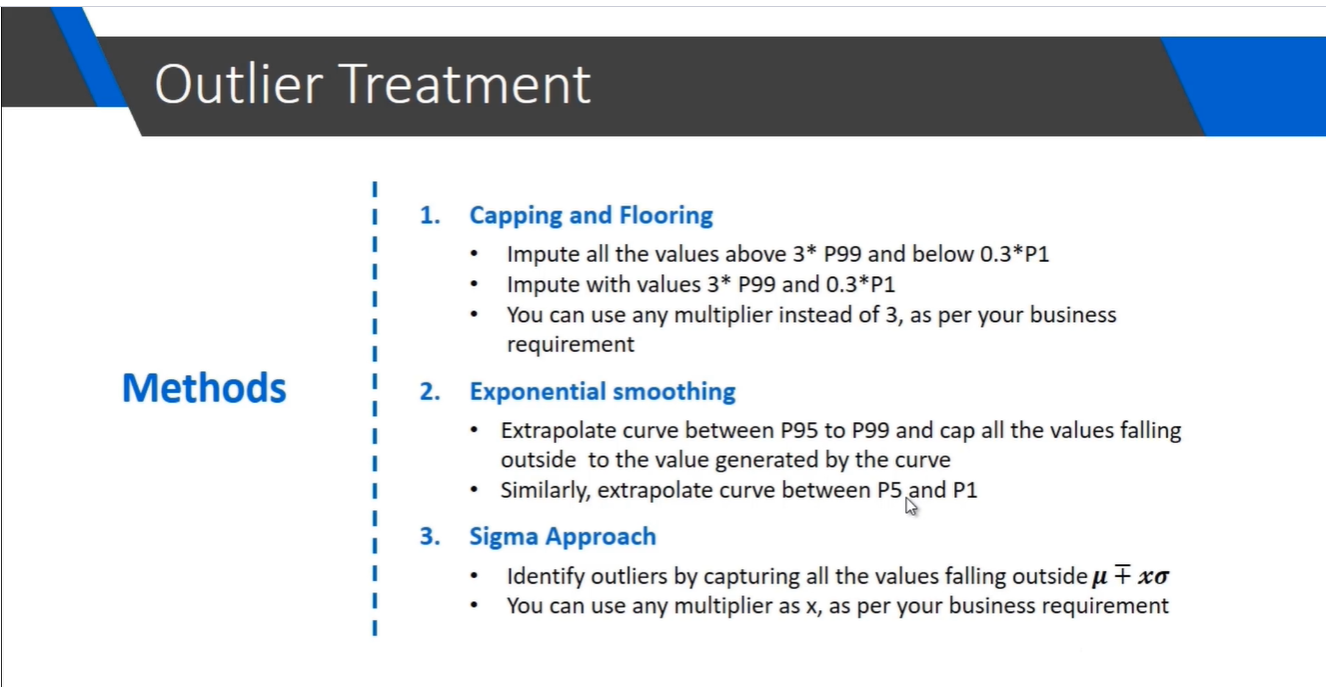 Outlier Treatment
Methods
1. Capping and Flooring
• Impute all the values above 3* P99 and below 0.3*P1
• Impute with values 3* P99 and 0.3*P1
• You can use any multiplier instead of 3, as per your business
requirement
2. Exponential smoothing
• Extrapolate curve between P95 to P99 and cap all the values falling
outside to the value generated by the curve
• Similarly, extrapolate curve between P5 and P1
3. Sigma Approach
• Identify outliers by capturing all the values falling outside 𝝁 ∓ 𝒙𝝈
• You can use any multiplier as x, as per your business requirement